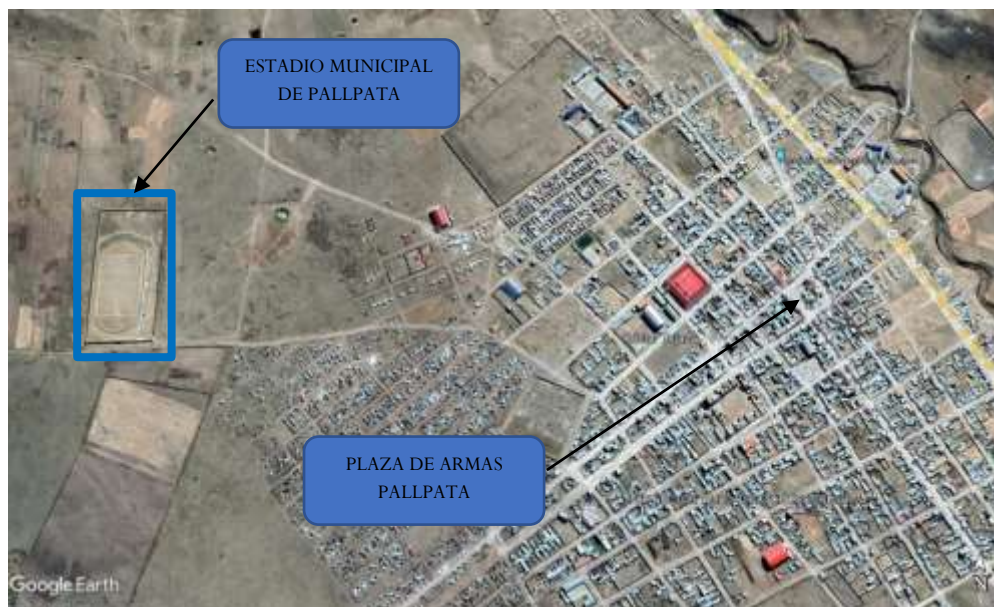 ESTADIO MUNICIPAL
DE PALLPATA
PLAZA DE ARMAS
PALLPATA
Google Earth
N